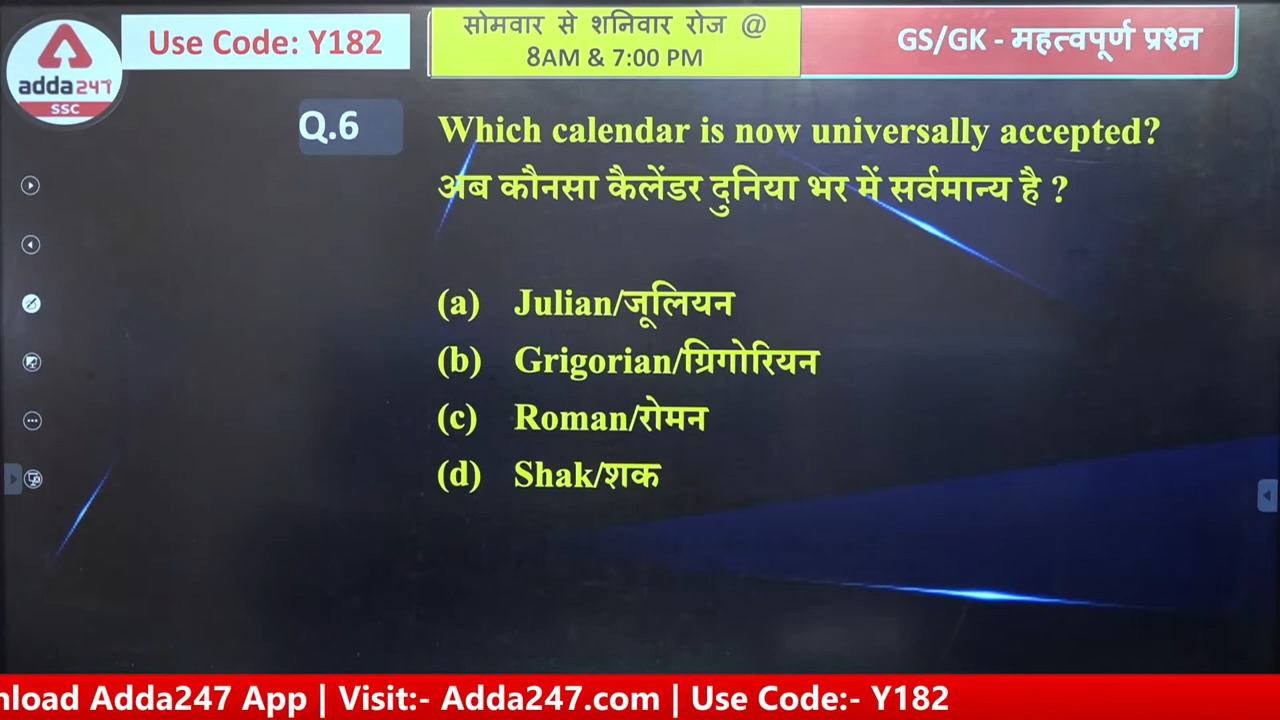 adda247
SSC
Use Code: Y182
सोमवार से शनिवार रोज @
8AM & 7:00 PM
GS/GK - महत्वपूर्ण प्रश्न
Q.6
Which calendar is now universally accepted?
अब कौनसा कैलेंडर दुनिया भर में सर्वमान्य है ?
(a) Julian/जूलियन
(b) Grigorian/ग्रिगोरियन
(c) Roman/रोमन
(d) Shak/शक
nload Adda247 App | Visit:- Adda247.com | Use Code:- Y182